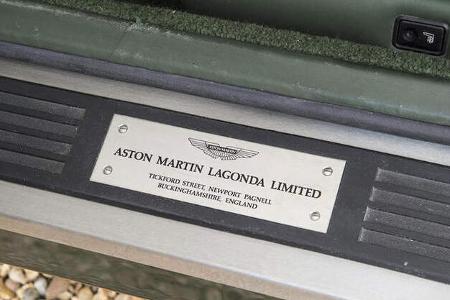 ASTON MARTIN
ASTON MARTIN LAGONDA LIMITED
TICKFORD STREET, NEWPORT PAGNELL
BUCKINGHAMSHIRE, ENGLAND